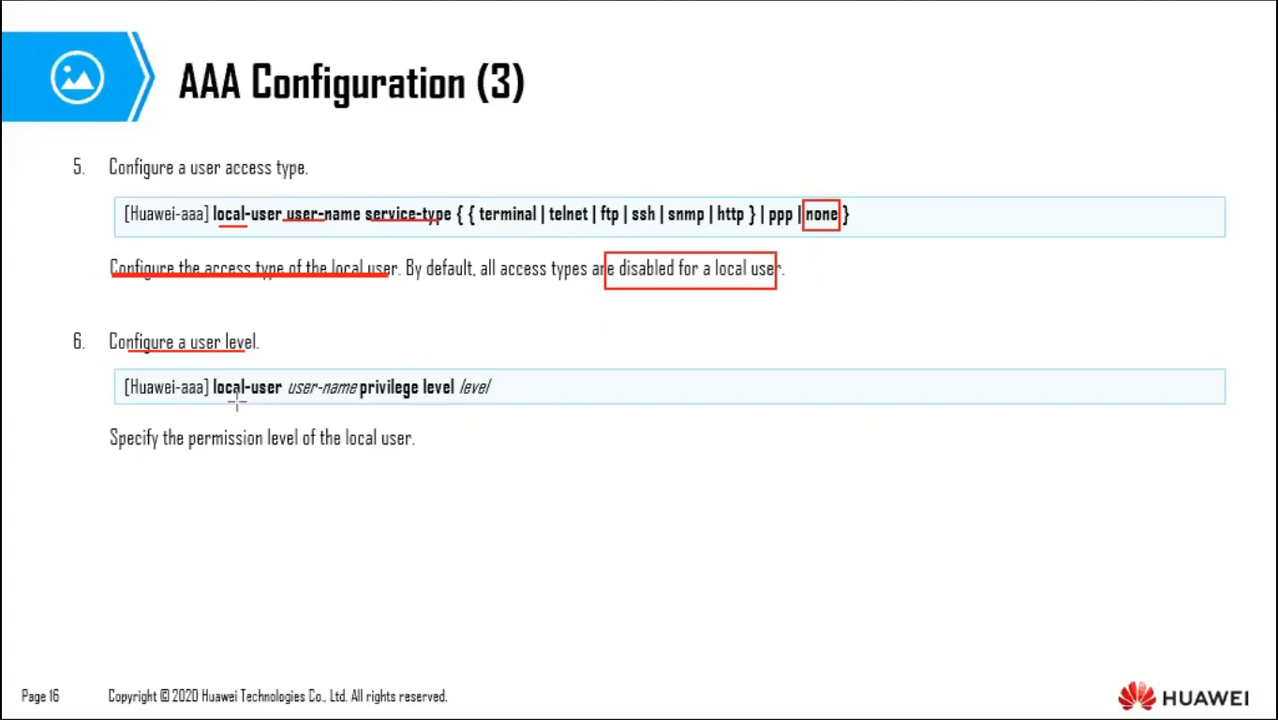 AAA Configuration (3)
5. Configure a user access type.
[Huawei-aaa] local-user user-name service-type { { terminal | telnet | ftp | ssh | snmp | http } | ppp | none }
Configure the access type of the local user. By default, all access types are disabled for a local user.
6. Configure a user level.
[Huawei-aaa] local-user user-name privilege level level
Specify the permission level of the local user.
Page 16 Copyright © 2020 Huawei Technologies Co., Ltd. All rights reserved.
HUAWEI